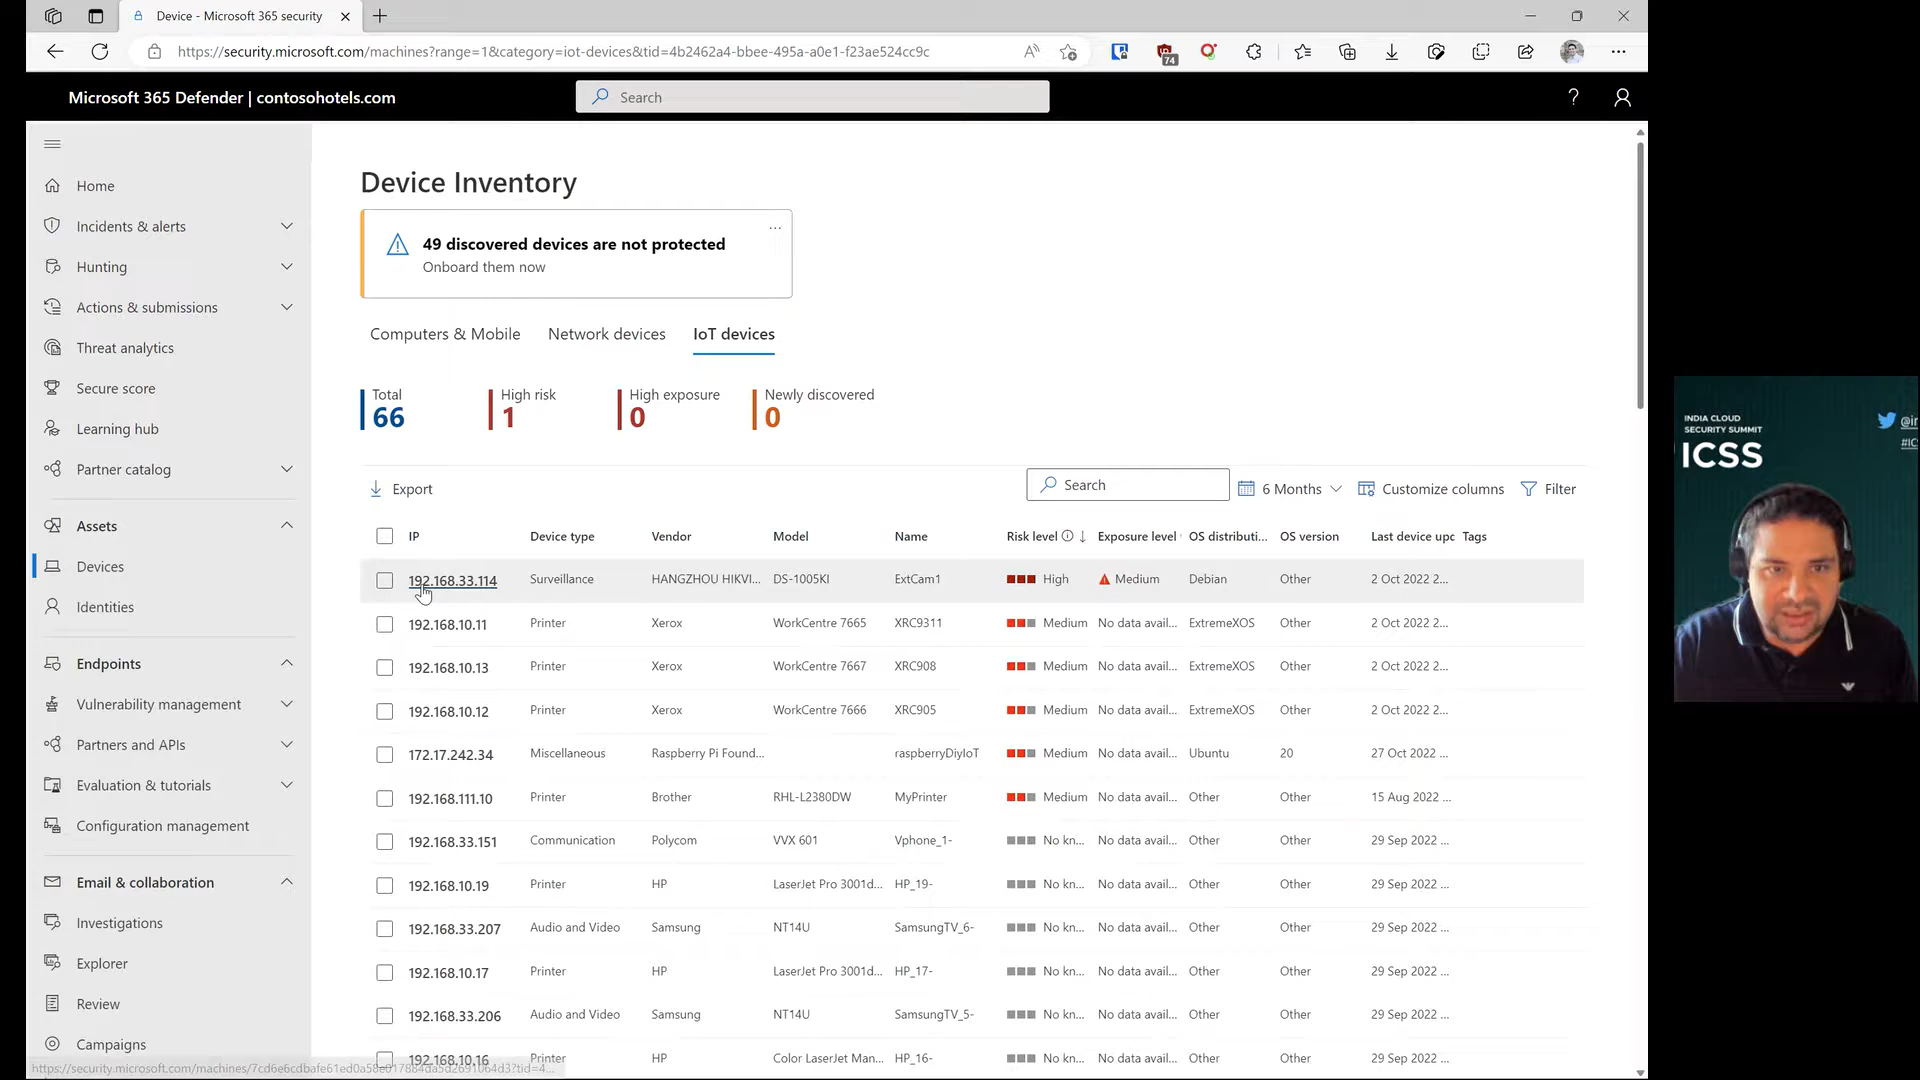 Device - Microsoft 365 security
https://security.microsoft.com/machines?range=1&category=iot-devices&tid=4b2462a4-bbee-495a-a0e1-f23ae524cc9c
74
Microsoft 365 Defender | contosohotels.com
Search
Home
Incidents & alerts
Hunting
Actions & submissions
Threat analytics
Secure score
Learning hub
Partner catalog
Assets
Devices
Identities
Endpoints
Vulnerability management
Partners and APIs
Evaluation & tutorials
Configuration management
Email & collaboration
Investigations
Explorer
Review
Campaigns
Device Inventory
49 discovered devices are not protected
Onboard them now
Computers & Mobile Network devices IoT devices
Total High risk High exposure Newly discovered
66 1 0 0
Export Search 6 Months Customize columns Filter
IP Device type Vendor Model Name Risk level Exposure level OS distributi... OS version Last device upd Tags
192.168.33.114 Surveillance HANGZHOU HIKVI... DS-1005KI ExtCam1 High Medium Debian Other 2 Oct 2022 2...
192.168.10.11 Printer Xerox WorkCentre 7665 XRC9311 Medium No data avail... ExtremeXOS Other 2 Oct 2022 2...
192.168.10.13 Printer Xerox WorkCentre 7667 XRC908 Medium No data avail... ExtremeXOS Other 2 Oct 2022 2...
192.168.10.12 Printer Xerox WorkCentre 7666 XRC905 Medium No data avail... ExtremeXOS Other 2 Oct 2022 2...
172.17.242.34 Miscellaneous Raspberry Pi Found... raspberryDiyIoT Medium No data avail... Ubuntu 20 27 Oct 2022 ...
192.168.111.10 Printer Brother RHL-L2380DW MyPrinter Medium No data avail... Other Other 15 Aug 2022 ...
192.168.33.151 Communication Polycom VVX 601 Vphone_1- No kn... No data avail... Other Other 29 Sep 2022 ...
192.168.10.19 Printer HP LaserJet Pro 3001d... HP_19- No kn... No data avail... Other Other 29 Sep 2022 ...
192.168.33.207 Audio and Video Samsung NT14U SamsungTV_6- No kn... No data avail... Other Other 29 Sep 2022 ...
192.168.10.17 Printer HP LaserJet Pro 3001d... HP_17- No kn... No data avail... Other Other 29 Sep 2022 ...
192.168.33.206 Audio and Video Samsung NT14U SamsungTV_5- No kn... No data avail... Other Other 29 Sep 2022 ...
192.168.10.16 Printer HP Color LaserJet Man... HP_16- No kn... No data avail... Other Other 29 Sep 2022 ...
INDIA CLOUD
SECURITY SUMMIT
ICSS